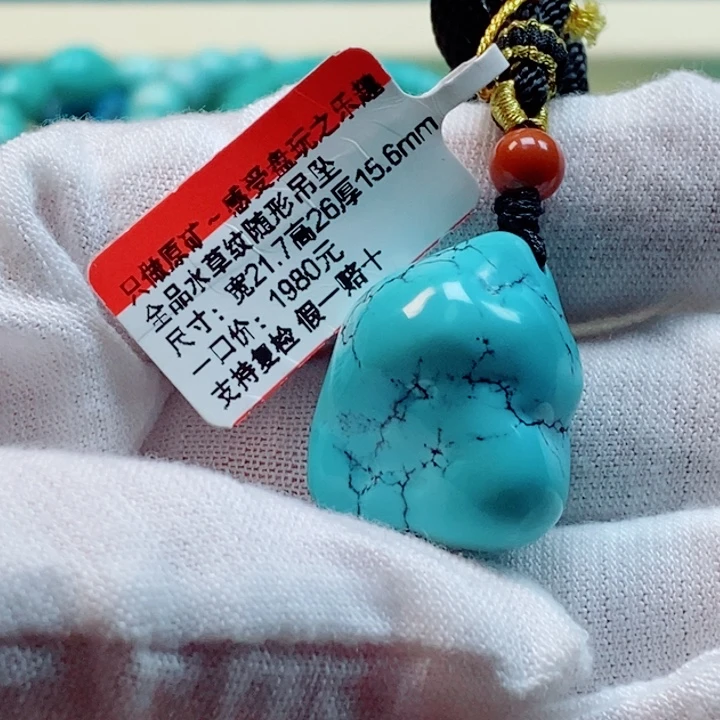 只做原矿~感受盘玩之乐趣
全品水草纹随形吊坠
尺寸：宽21.7高26厚15.6mm
一口价：1980元
支持复检 假一赔十